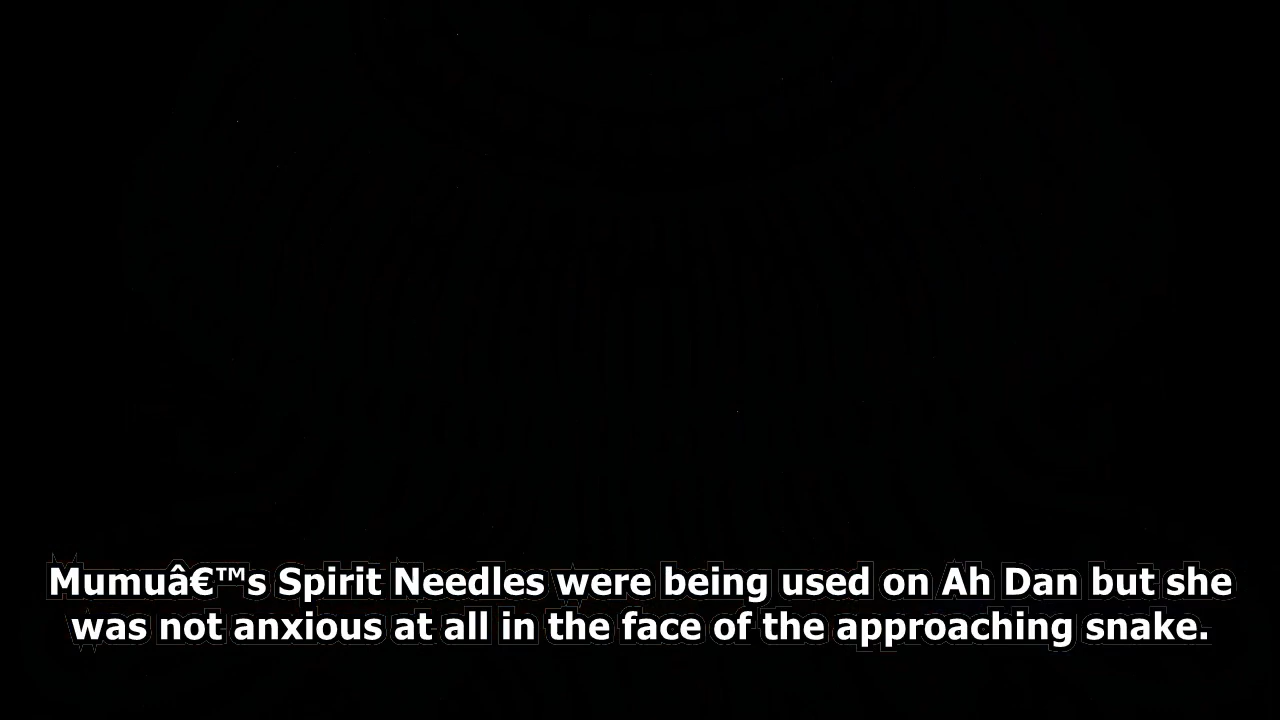 Mumuâ€™s Spirit Needles were being used on Ah Dan but she
was not anxious at all in the face of the approaching snake.